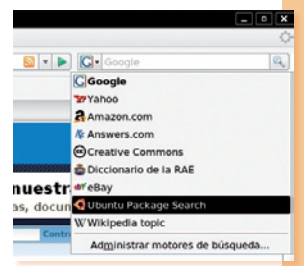 Google
Google
Yahoo
Amazon.com
Answers.com
Creative Commons
Diccionario de la RAE
eBay
nuestr
as, docum
Ubuntu Package Search
Contr
Wikipedia topic
Administrar motores de búsqueda...